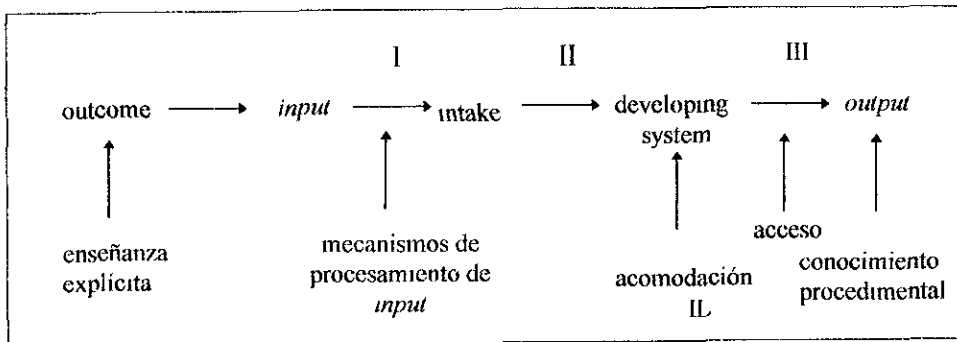 I II III
outcome input intake developing output
system
enseñanza
explícita
mecanismos de
procesamiento de
input
acomodación
IL
acceso
conocimiento
procedimental